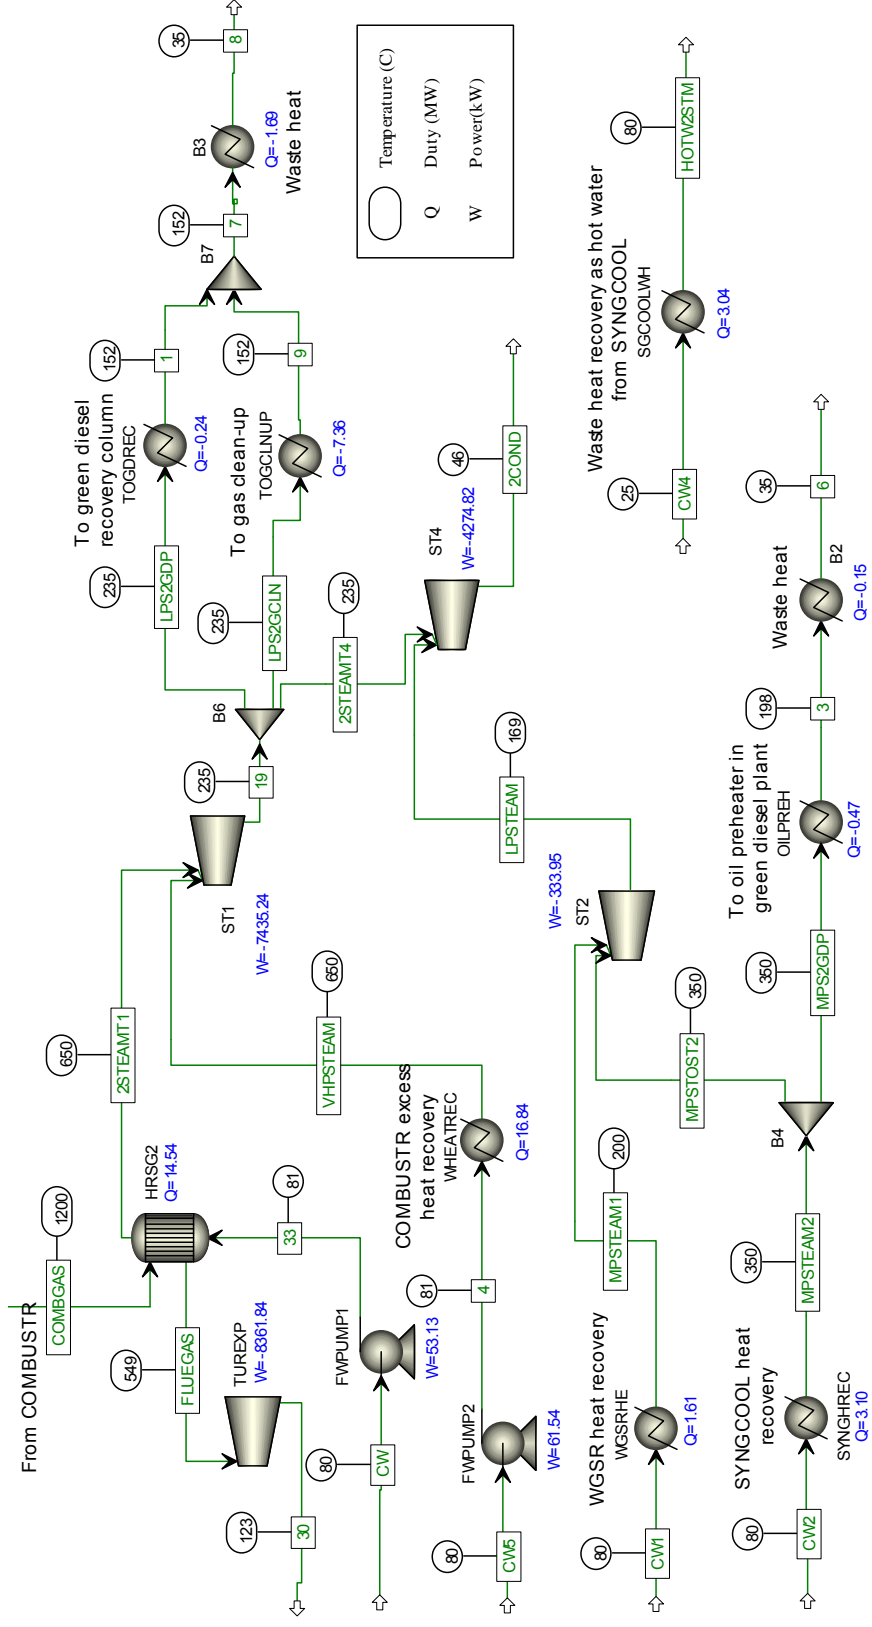 From COMBUSTR
COMBGAS
1200
HRSG2
Q=14.54
FLUEGAS
549
TUREXP
W=-8361.84
30
123
CW
80
FWPUMP1
W=53.13
33
81
2STEAMT1
650
CW5
80
FWPUMP2
W=61.54
4
81
COMBUSTR excess
heat recovery
WHEATREC
Q=16.84
VHPSTEAM
650
ST1
W=-7435.24
19
235
B6
LPS2GDP
235
To green diesel
recovery column
TOGDREC
Q=-0.24
1
152
LPS2GCLN
235
To gas clean-up
TOGCLNUP
Q=-7.36
9
152
B7
7
152
B3
Q=-1.69
Waste heat
8
35
2STEAMT4
235
ST4
W=-4274.82
2COND
46
Temperature (C)
Q Duty (MW)
W Power(kW)
CW1
80
WGSR heat recovery
WGSRHE
Q=1.61
MPSTEAM1
200
ST2
W=-333.95
LPSTEAM
169
CW2
80
SYNGCOOL heat
recovery
SYNGHREC
Q=3.10
MPSTEAM2
350
B4
MPSTOST2
350
MPS2GDP
350
To oil preheater in
green diesel plant
OILPREH
Q=-0.47
3
198
Waste heat
B2
Q=-0.15
6
35
CW4
25
Waste heat recovery as hot water
from SYNGCOOL
SGCOOLWH
Q=3.04
HOTW2STM
80